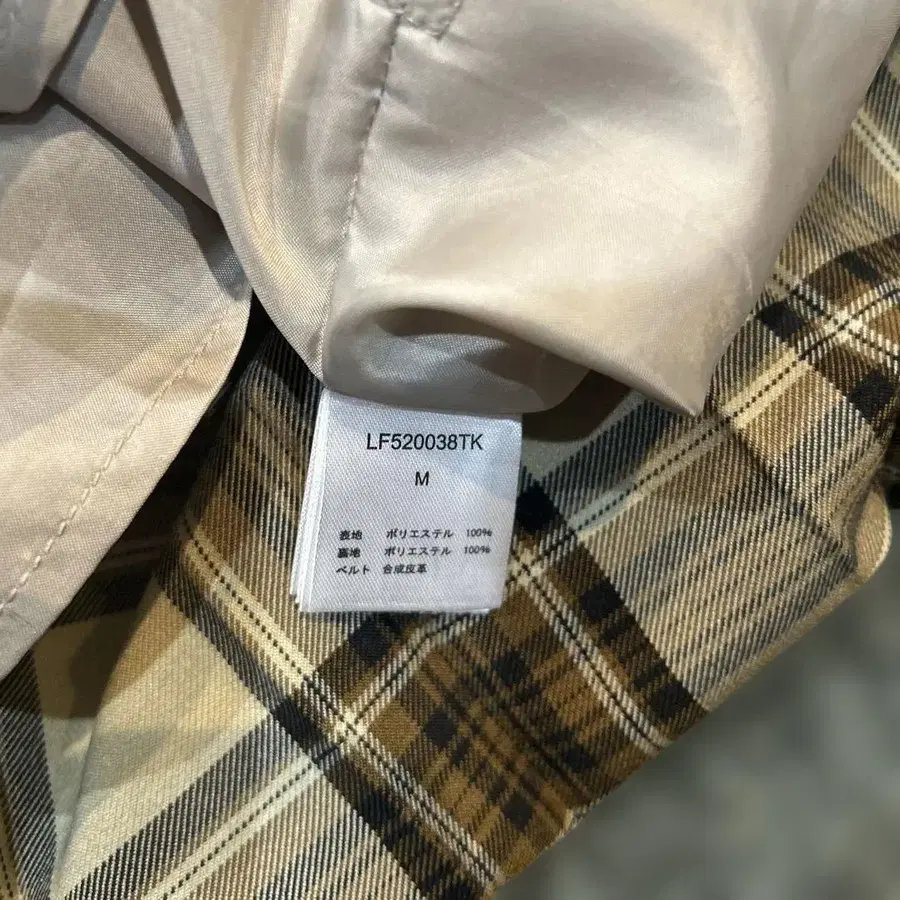 LF520038TK
M
表地 ポリエステル 100%
裏地 ポリエステル 100%
ベルト 合成皮革